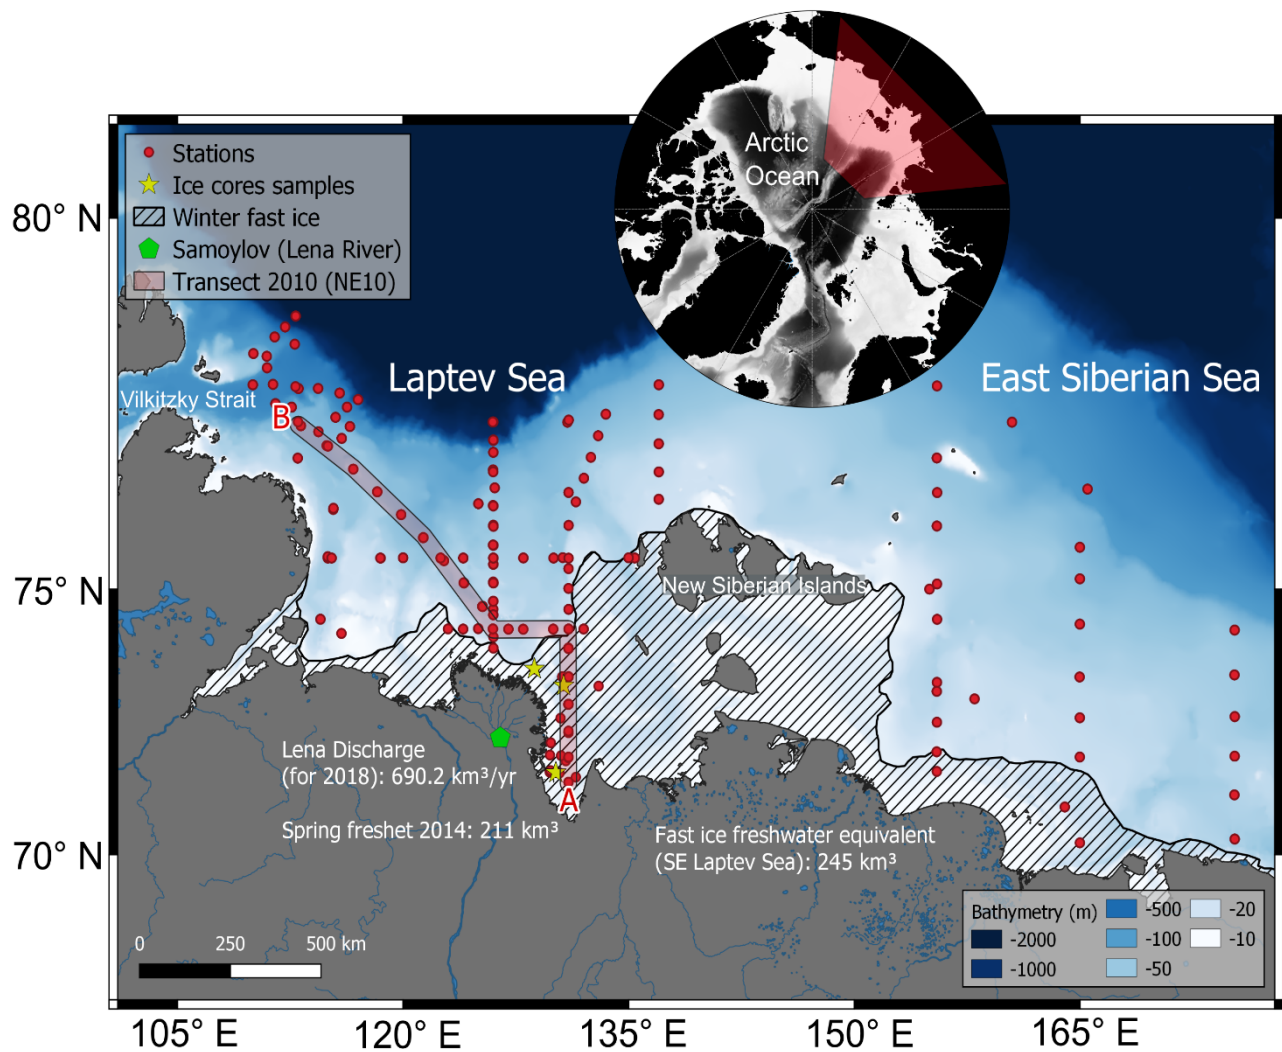 Arctic
Ocean
Stations
Ice cores samples
Winter fast ice
Samoylov (Lena River)
Transect 2010 (NE10)
80° N
75° N
70° N
Laptev Sea
East Siberian Sea
Vilkitzky Strait
B
New Siberian Islands
Lena Discharge
(for 2018): 690.2 km³/yr
Spring freshet 2014: 211 km³
A
Fast ice freshwater equivalent
(SE Laptev Sea): 245 km³
0 250 500 km
Bathymetry (m)
-2000
-1000
-500
-100
-50
-20
-10
105° E 120° E 135° E 150° E 165° E